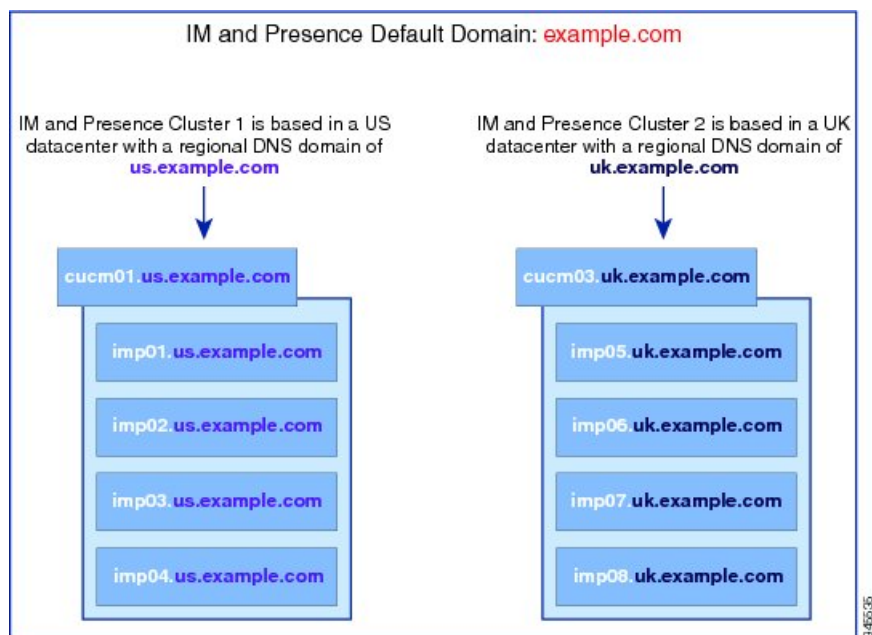 IM and Presence Default Domain: example.com
IM and Presence Cluster 1 is based in a US
datacenter with a regional DNS domain of
us.example.com
cucm01.us.example.com
imp01.us.example.com
imp02.us.example.com
imp03.us.example.com
imp04.us.example.com
IM and Presence Cluster 2 is based in a UK
datacenter with a regional DNS domain of
uk.example.com
cucm03.uk.example.com
imp05.uk.example.com
imp06.uk.example.com
imp07.uk.example.com
imp08.uk.example.com